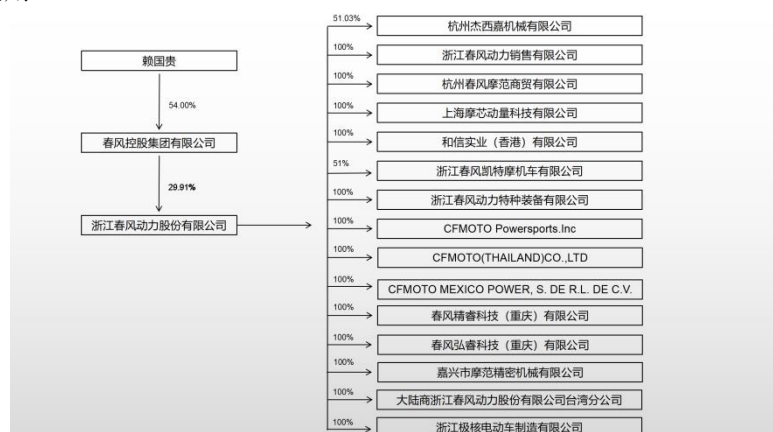 赖国贵
54.00%
春风控股集团有限公司
29.91%
浙江春风动力股份有限公司
51.03%
杭州杰西嘉机械有限公司
100%
浙江春风动力销售有限公司
100%
杭州春风摩范商贸有限公司
100%
上海摩芯动量科技有限公司
100%
和信实业（香港）有限公司
51%
浙江春风凯特摩机车有限公司
100%
浙江春风动力特种装备有限公司
100%
CFMOTO Powersports.Inc
100%
CFMOTO(THAILAND)CO.,LTD
100%
CFMOTO MEXICO POWER, S. DE R.L. DE C.V.
100%
春风精睿科技（重庆）有限公司
100%
春风弘睿科技（重庆）有限公司
100%
嘉兴市摩范精密机械有限公司
100%
大陆商浙江春风动力股份有限公司台湾分公司
100%
浙江极核电动车制造有限公司